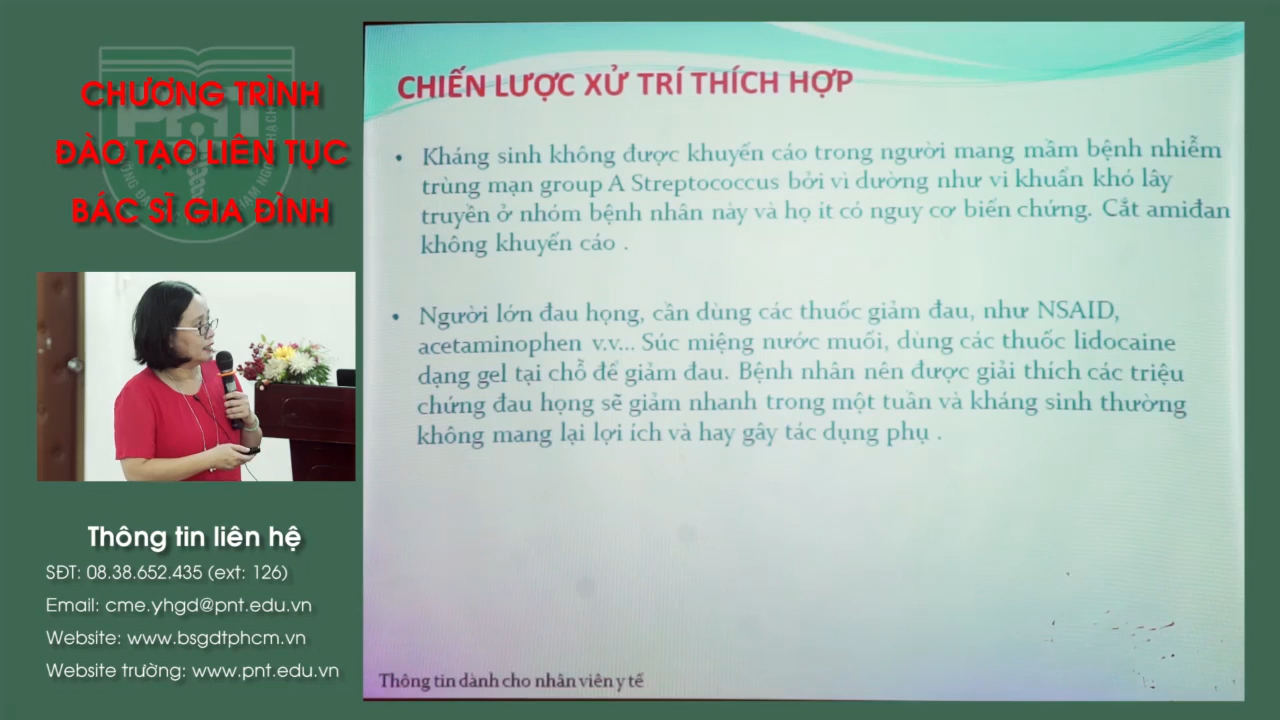 CHƯƠNG TRÌNH
ĐÀO TẠO LIÊN TỤC
BÁC SĨ GIA ĐÌNH
PNT
Thông tin liên hệ
SĐT: 08.38.652.435 (ext: 126)
Email: cme.yhgd@pnt.edu.vn
Website: www.bsgdtphcm.vn
Website trường: www.pnt.edu.vn
CHIẾN LƯỢC XỬ TRÍ THÍCH HỢP
• Kháng sinh không được khuyến cáo trong người mang mầm bệnh nhiễm
trùng mạn group A Streptococcus bởi vì dường như vi khuẩn khó lây
truyền ở nhóm bệnh nhân này và họ ít có nguy cơ biến chứng. Cắt amiđan
không khuyến cáo .
• Người lớn đau họng, cần dùng các thuốc giảm đau, như NSAID,
acetaminophen v.v... Súc miệng nước muối, dùng các thuốc lidocaine
dạng gel tại chỗ để giảm đau. Bệnh nhân nên được giải thích các triệu
chứng đau họng sẽ giảm nhanh trong một tuần và kháng sinh thường
không mang lại lợi ích và hay gây tác dụng phụ .
Thông tin dành cho nhân viên y tế